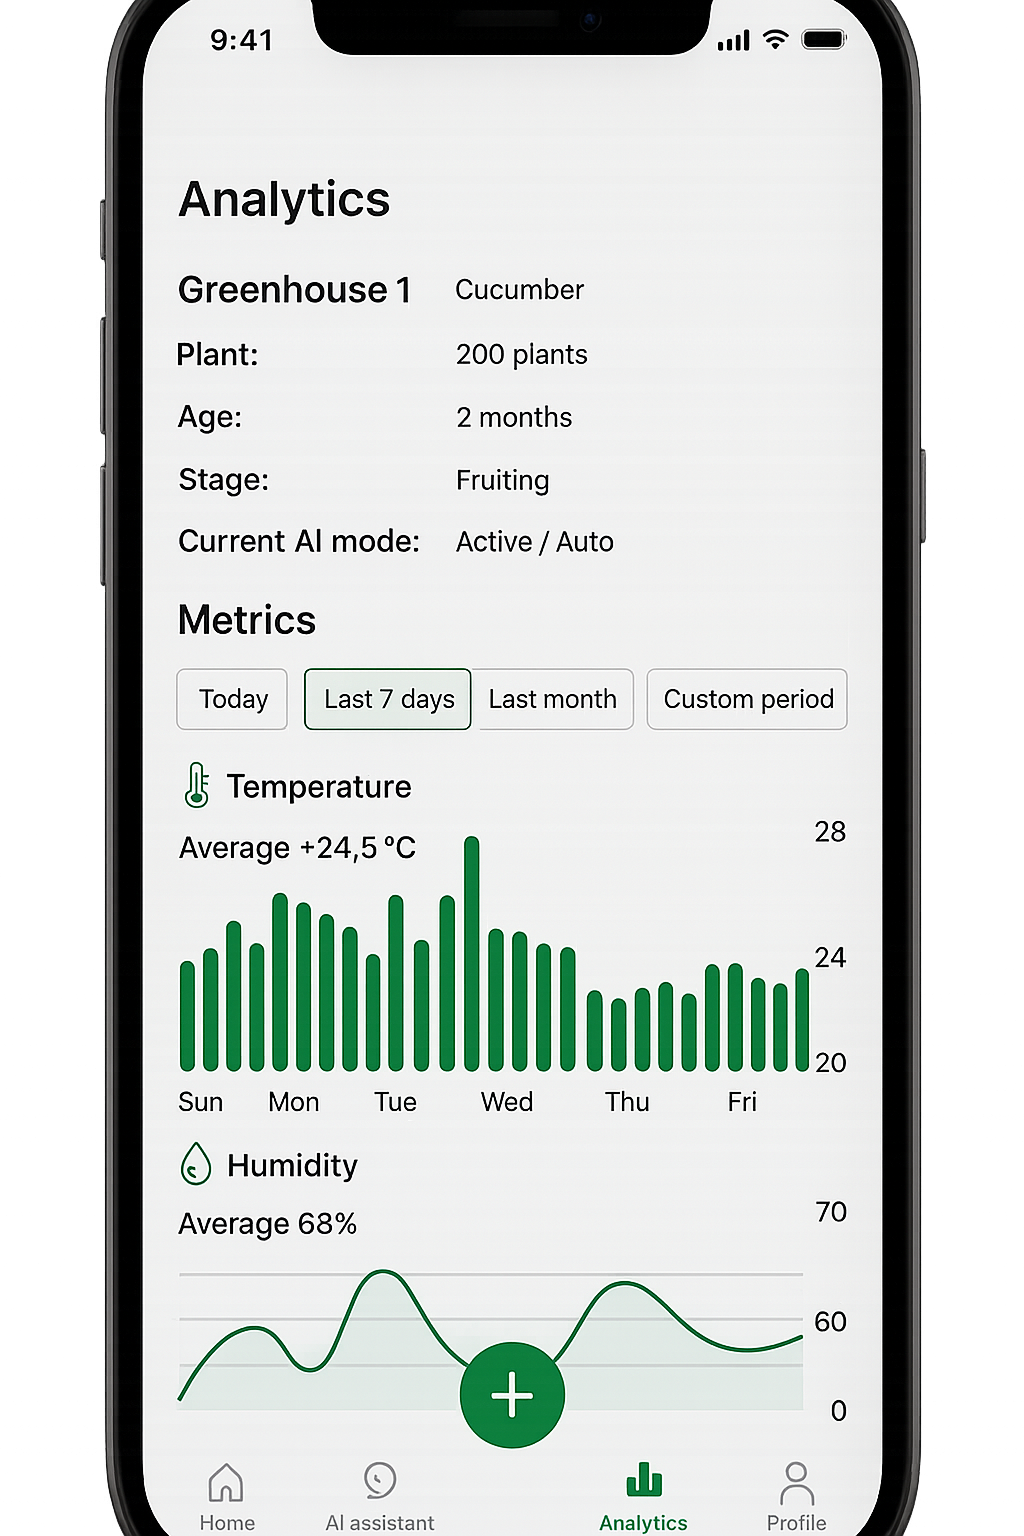 9:41
Analytics
Greenhouse 1 Cucumber
Plant: 200 plants
Age: 2 months
Stage: Fruiting
Current AI mode: Active / Auto
Metrics
Today Last 7 days Last month Custom period
Temperature
Average +24,5 °C
28
24
20
Sun Mon Tue Wed Thu Fri
Humidity
Average 68%
70
60
0
Home AI assistant Analytics Profile